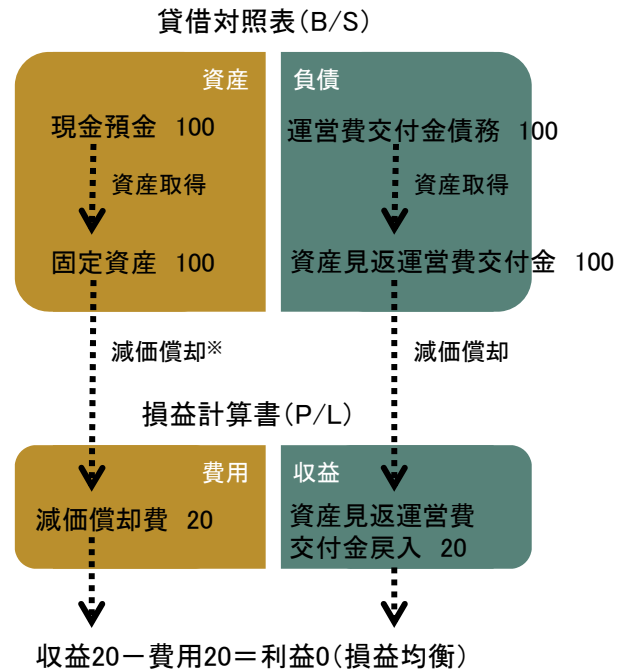 貸借対照表(B/S)
資産 負債
現金預金 100 運営費交付金債務 100
資産取得 資産取得
固定資産 100 資産見返運営費交付金 100
減価償却※ 減価償却
損益計算書(P/L)
費用 収益
減価償却費 20 資産見返運営費
交付金戻入 20
収益20－費用20＝利益0(損益均衡)